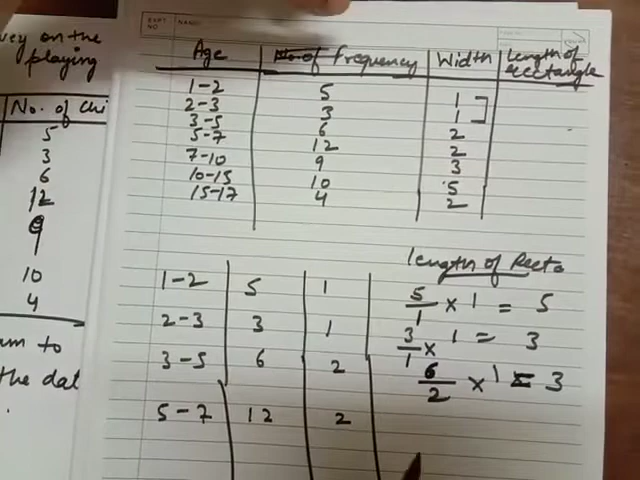 EXPT NO
NAME:
vey on the
playing
No. of Chi
5
3
6
12
9
10
4
am to
the dat
Age frequency Width Length of Rectangle
1-2 5 1
2-3 3 1
3-5 6 2
5-7 12 2
7-10 9 3
10-15 10 5
15-17 4 2
length of Recta
1-2 5 1 5/1 × 1 = 5
2-3 3 1 3/1 × 1 = 3
3-5 6 2 6/2 × 1 = 3
5-7 12 2